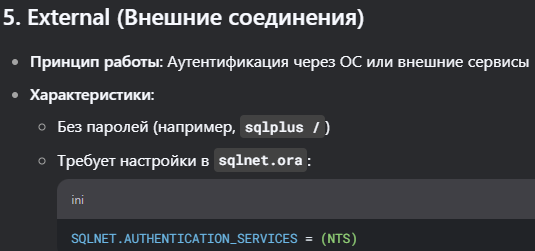 5. External (Внешние соединения)
Принцип работы: Аутентификация через ОС или внешние сервисы
Характеристики:
Без паролей (например, sqlplus /)
Требует настройки в sqlnet.ora:
ini
SQLNET.AUTHENTICATION_SERVICES = (NTS)